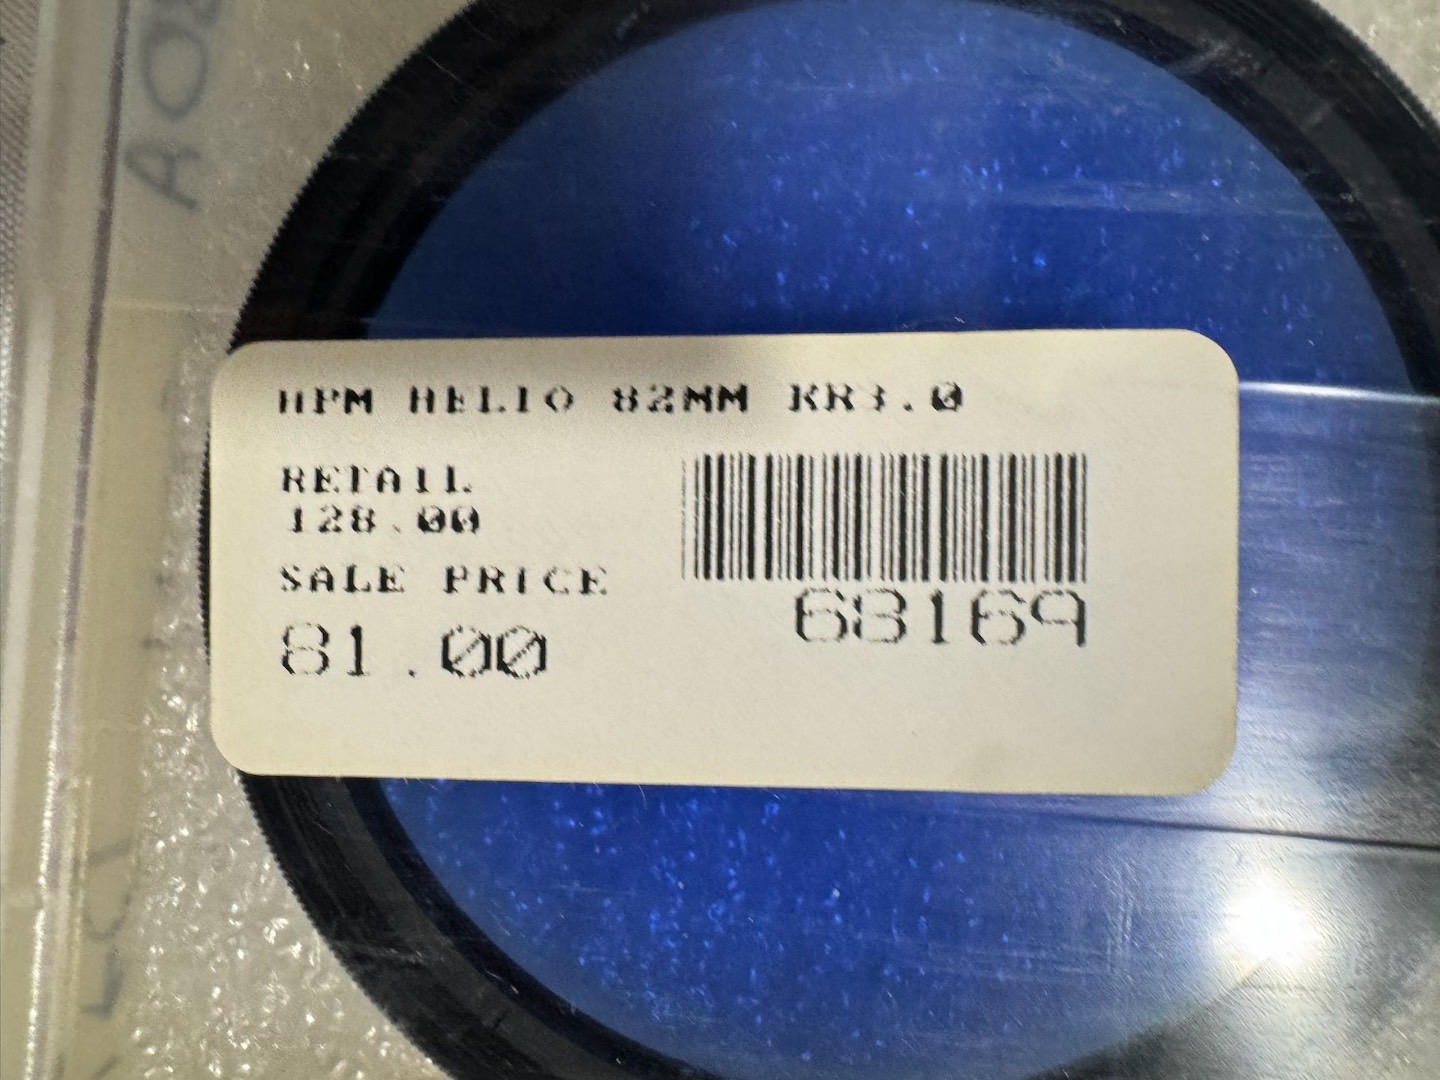 HPM HELIO 82MM KR3.0
RETAIL
128.00
SALE PRICE
81.00
68169